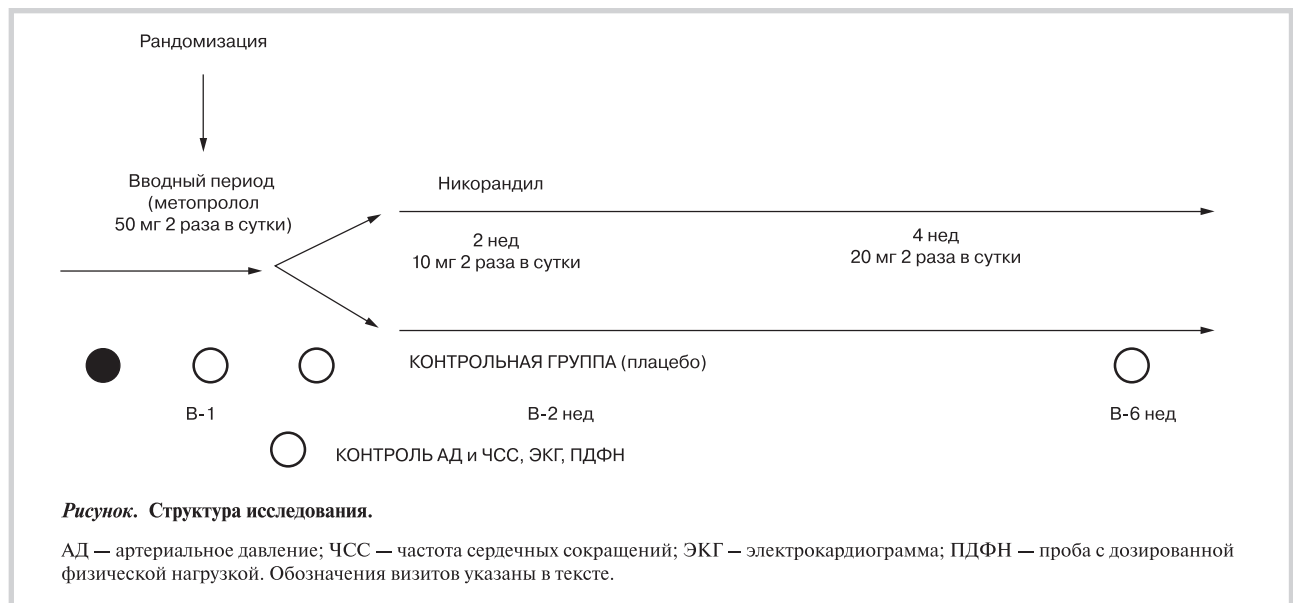 Рандомизация
Вводный период
(метопролол
50 мг 2 раза в сутки)
Никорандил
2 нед
10 мг 2 раза в сутки
4 нед
20 мг 2 раза в сутки
КОНТРОЛЬНАЯ ГРУППА (плацебо)
В-1
В-2 нед
В-6 нед
КОНТРОЛЬ АД и ЧСС, ЭКГ, ПДФН
Рисунок. Структура исследования.
АД — артериальное давление; ЧСС — частота сердечных сокращений; ЭКГ — электрокардиограмма; ПДФН — проба с дозированной
физической нагрузкой. Обозначения визитов указаны в тексте.